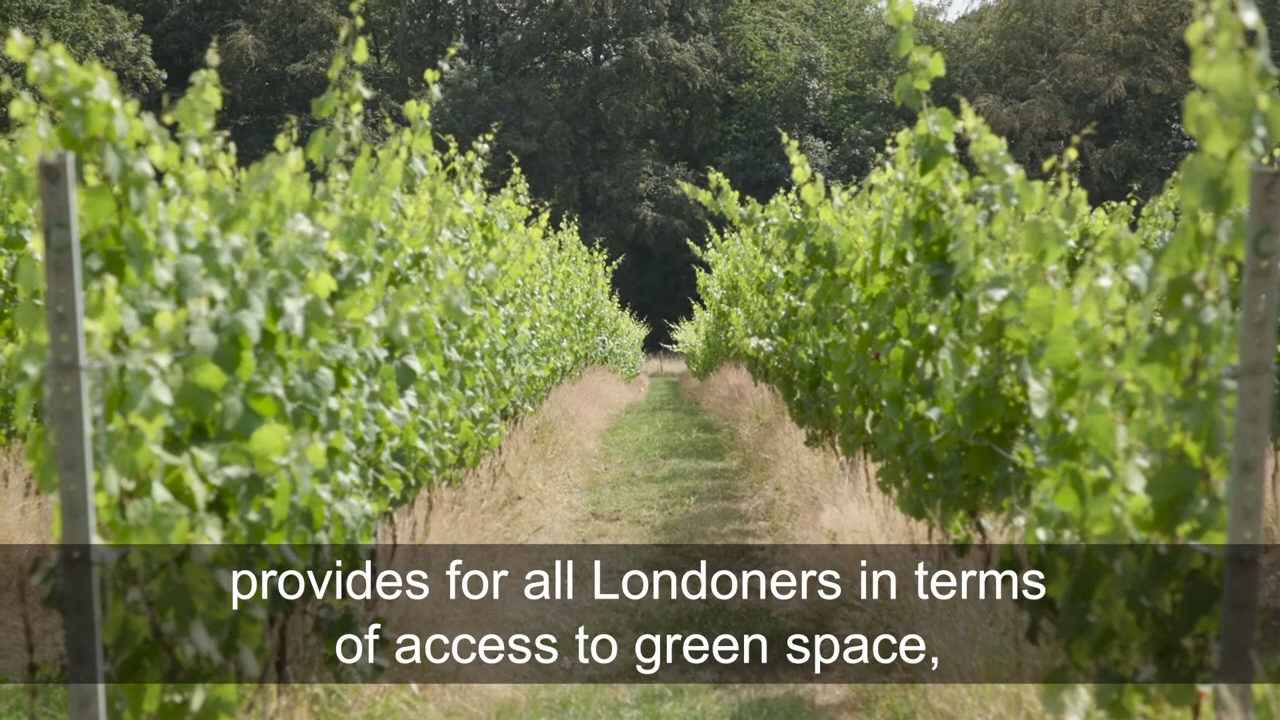 provides for all Londoners in terms
of access to green space,